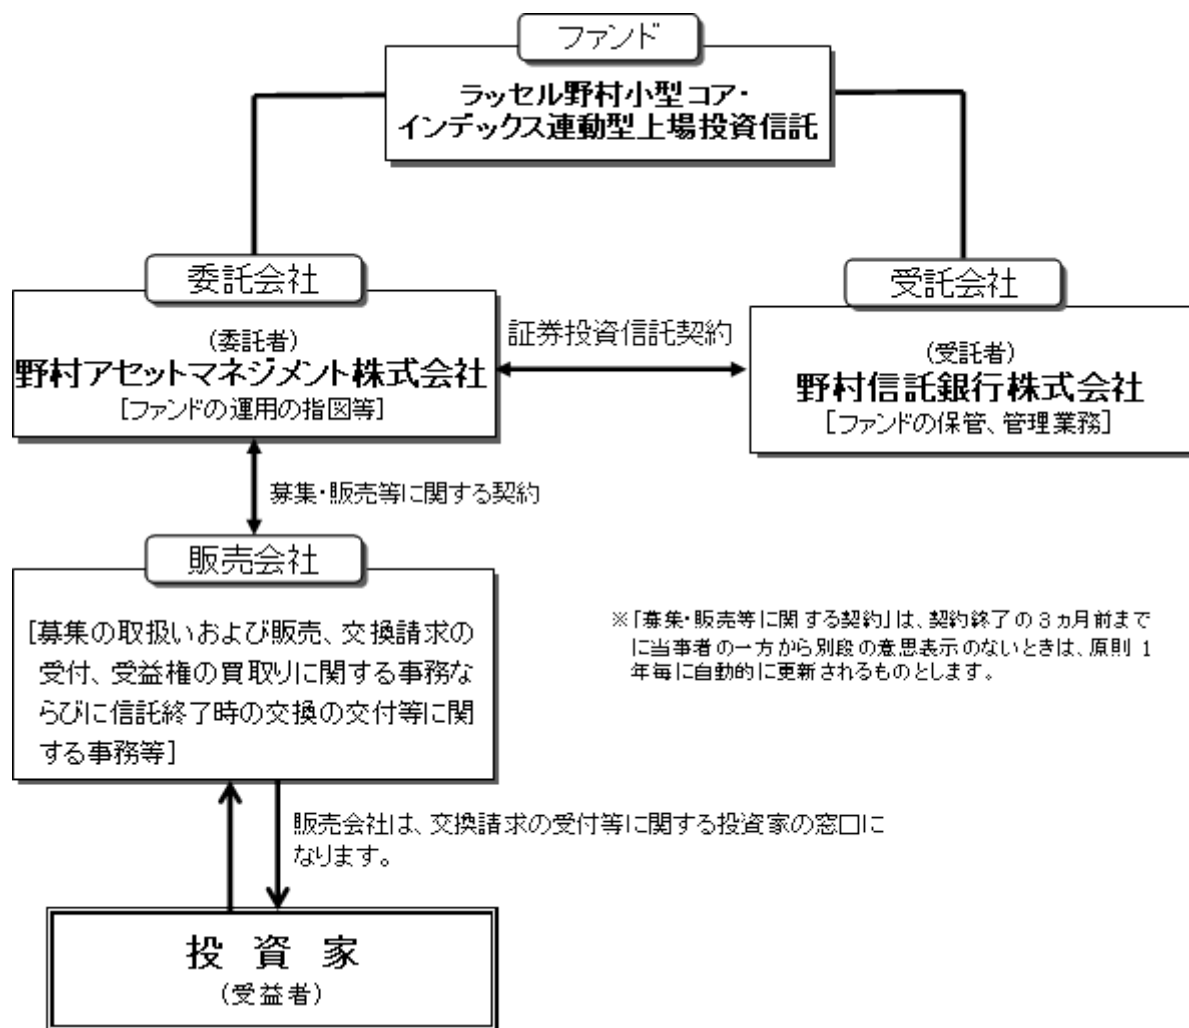 ファンド
ラッセル野村小型コア・
インデックス連動型上場投資信託
委託会社
(委託者)
野村アセットマネジメント株式会社
[ファンドの運用の指図等]
証券投資信託契約
受託会社
(受託者)
野村信託銀行株式会社
[ファンドの保管、管理業務]
募集・販売等に関する契約
販売会社
[募集の取扱いおよび販売、交換請求の
受付、受益権の買取りに関する事務な
らびに信託終了時の交換の交付等に関
する事務等]
※「募集・販売等に関する契約」は、契約終了の3ヵ月前まで
に当事者の一方から別段の意思表示のないときは、原則 1
年毎に自動的に更新されるものとします。
販売会社は、交換請求の受付等に関する投資家の窓口に
なります。
投 資 家
(受益者)